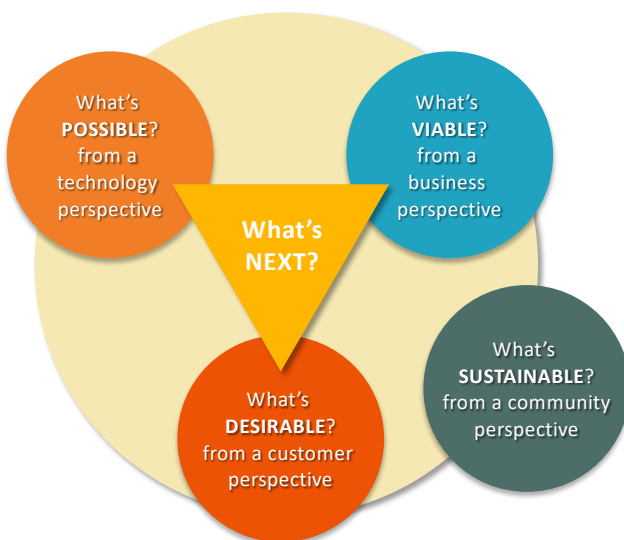 What's
POSSIBLE?
from a
technology
perspective
What's
VIABLE?
from a
business
perspective
What's
NEXT?
What's
SUSTAINABLE?
from a community
perspective
What's
DESIRABLE?
from a customer
perspective